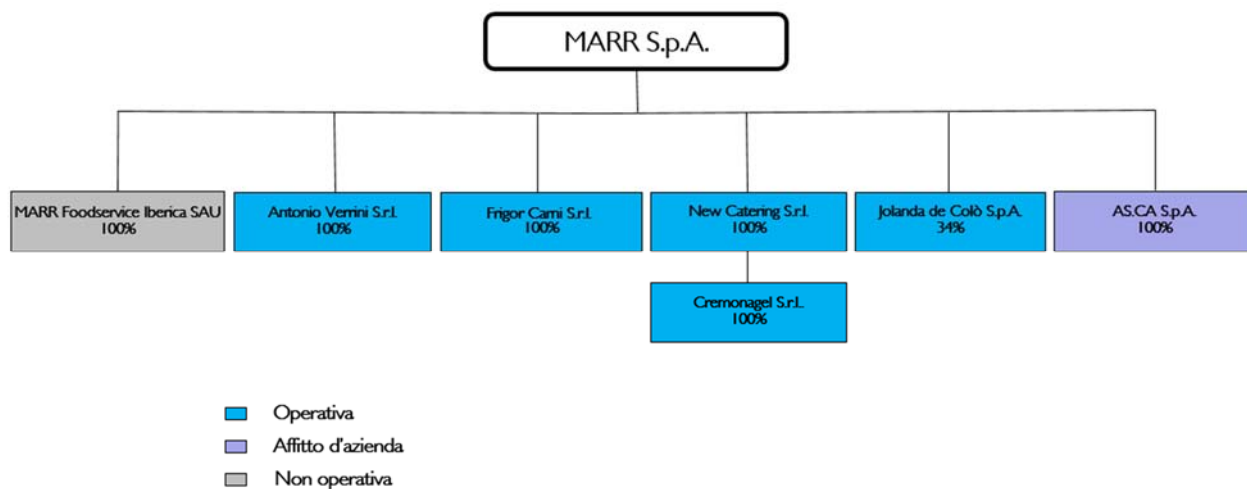 MARR S.p.A.
MARR Foodservice Iberica SAU
100%
Antonio Verrini S.r.l.
100%
Frigor Carni S.r.l.
100%
New Catering S.r.l.
100%
Jolanda de Colò S.p.A.
34%
AS.CA S.p.A.
100%
Cremonagel S.r.l.
100%
Operativa
Affitto d'azienda
Non operativa